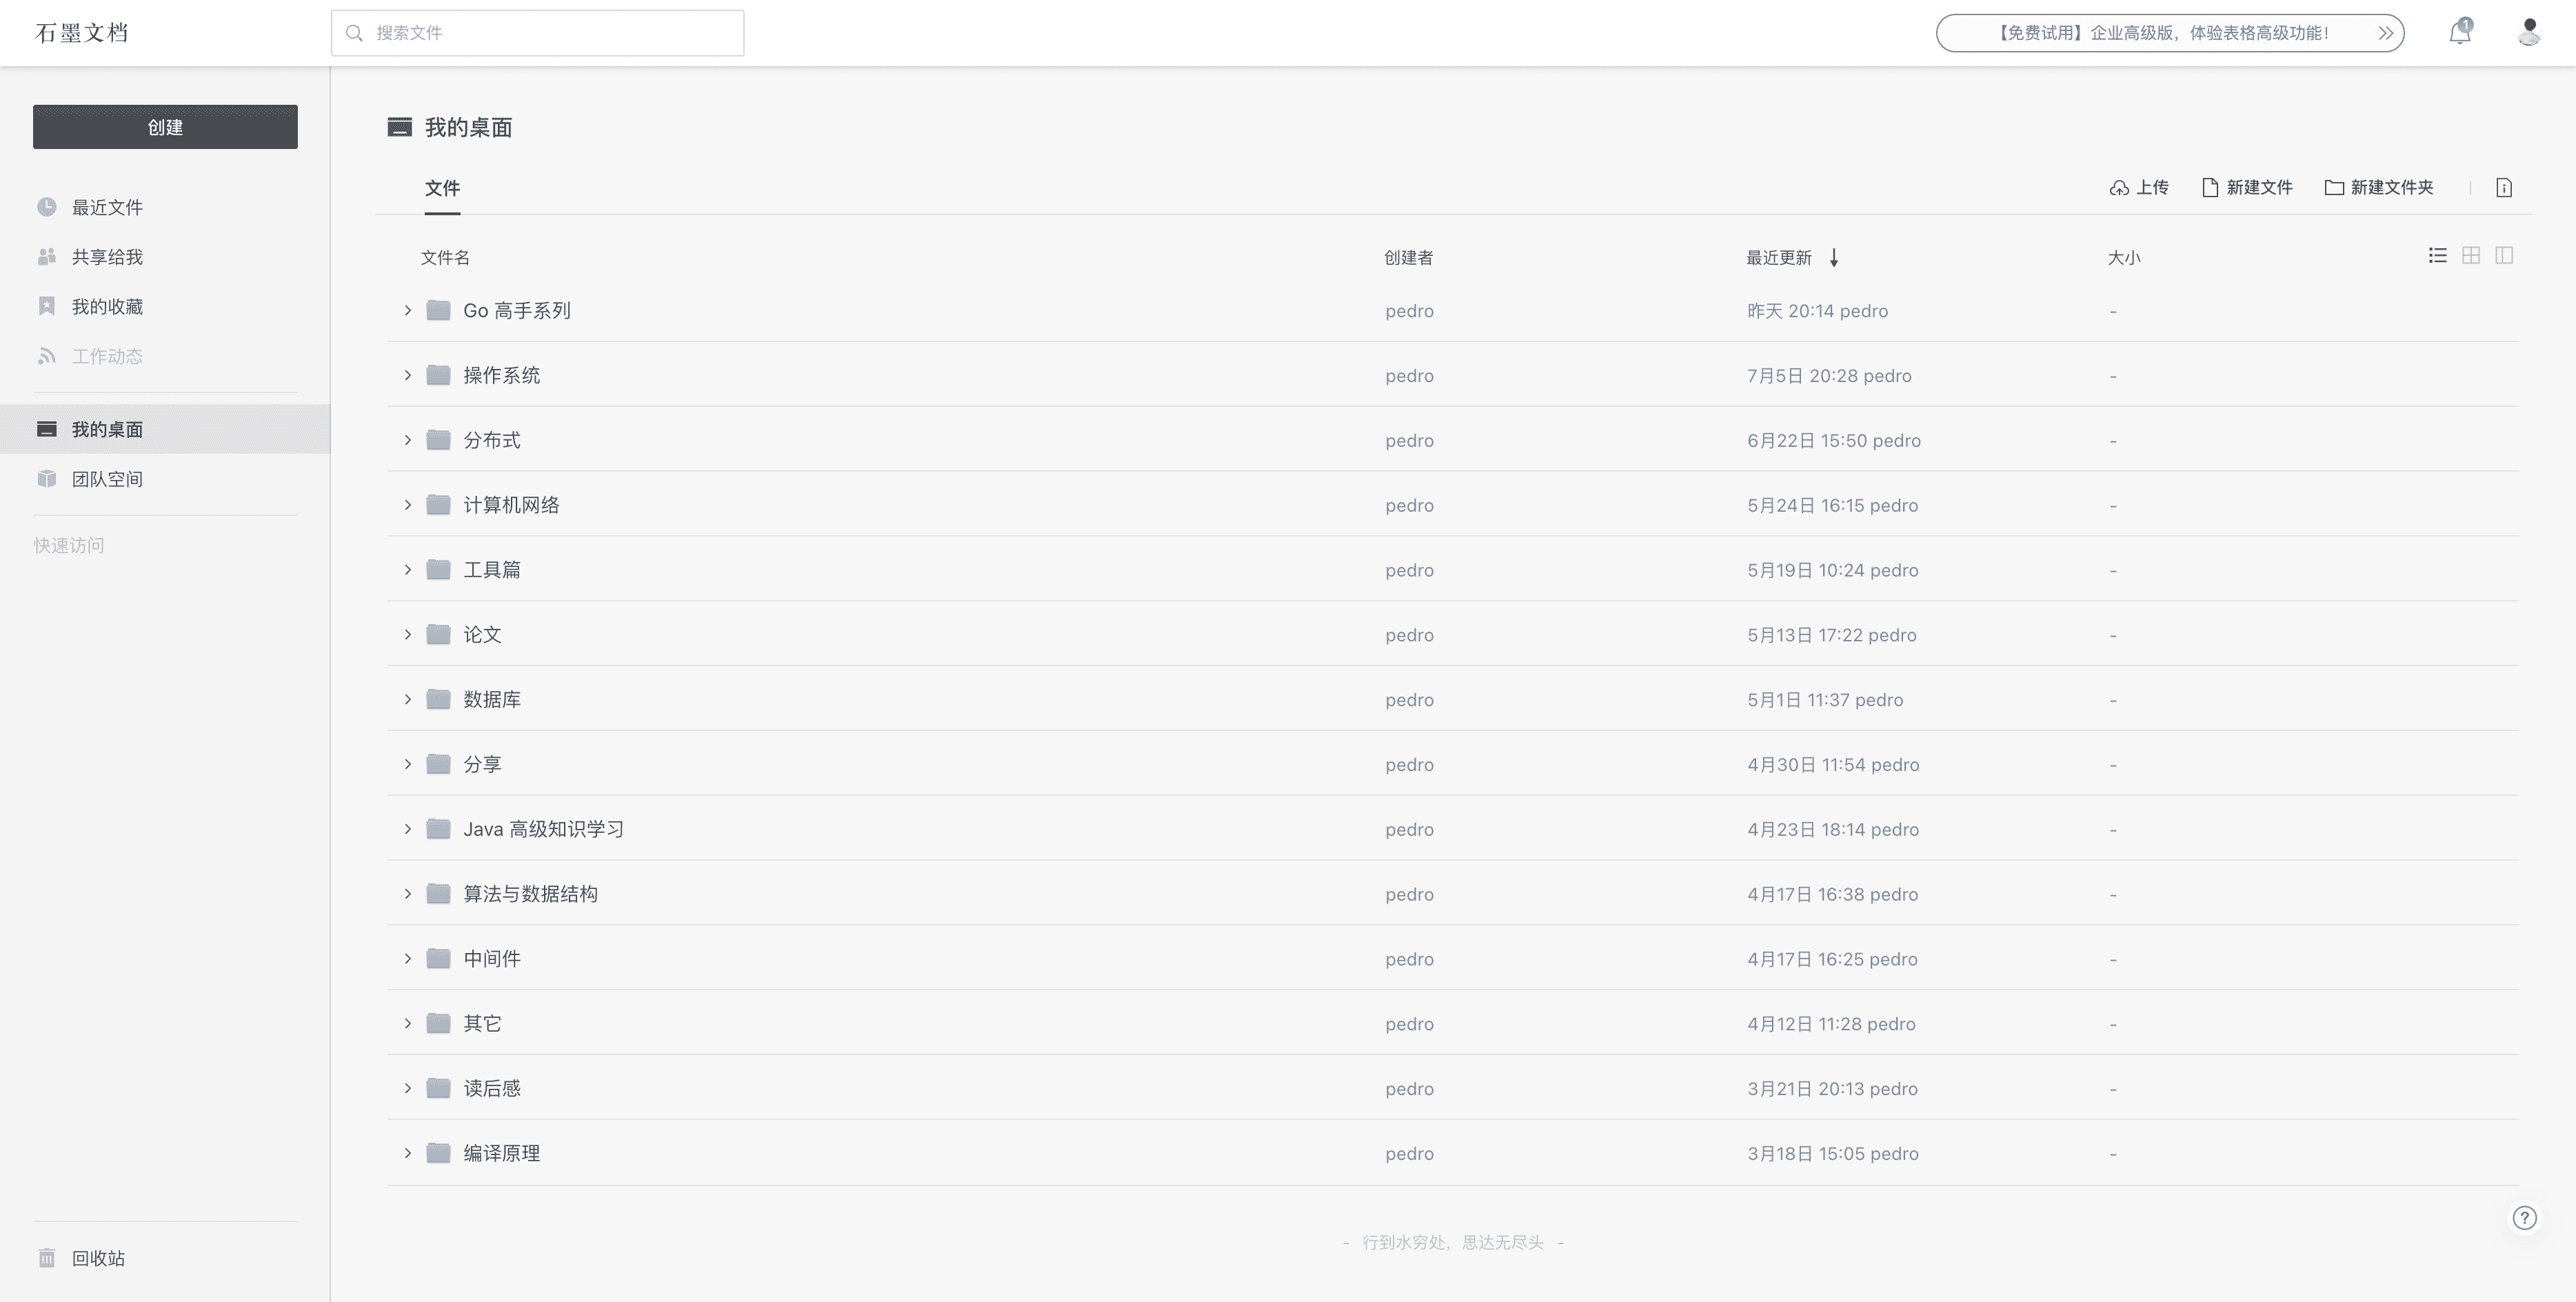 石墨文档
搜索文件
【免费试用】企业高级版，体验表格高级功能！
1
创建
最近文件
共享给我
我的收藏
工作动态
我的桌面
团队空间
快速访问
回收站
我的桌面
文件
上传 新建文件 新建文件夹
文件名 创建者 最近更新 大小
Go 高手系列 pedro 昨天 20:14 pedro -
操作系统 pedro 7月5日 20:28 pedro -
分布式 pedro 6月22日 15:50 pedro -
计算机网络 pedro 5月24日 16:15 pedro -
工具篇 pedro 5月19日 10:24 pedro -
论文 pedro 5月13日 17:22 pedro -
数据库 pedro 5月1日 11:37 pedro -
分享 pedro 4月30日 11:54 pedro -
Java 高级知识学习 pedro 4月23日 18:14 pedro -
算法与数据结构 pedro 4月17日 16:38 pedro -
中间件 pedro 4月17日 16:25 pedro -
其它 pedro 4月12日 11:28 pedro -
读后感 pedro 3月21日 20:13 pedro -
编译原理 pedro 3月18日 15:05 pedro -
- 行到水穷处，思达无尽头 -
?